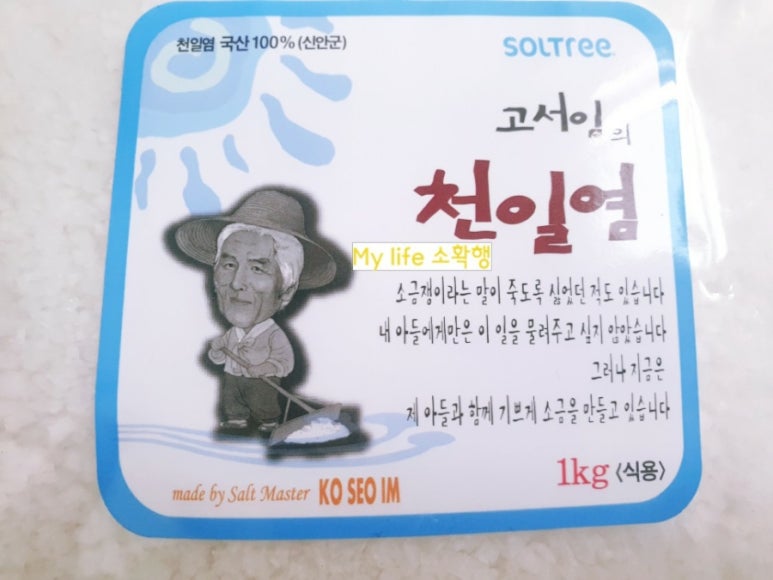 천일염 국산 100% (신안군)
SOLTree
고서임의
천일염
My life 소확행
소금쟁이라는 말이 죽도록 싫었던 적도 있습니다
내 아들에게만은 이 일을 물려주고 싶지 않았습니다
그러나 지금은
제 아들과 함께 기쁘게 소금을 만들고 있습니다
1kg <식용>
made by Salt Master KO SEO IM